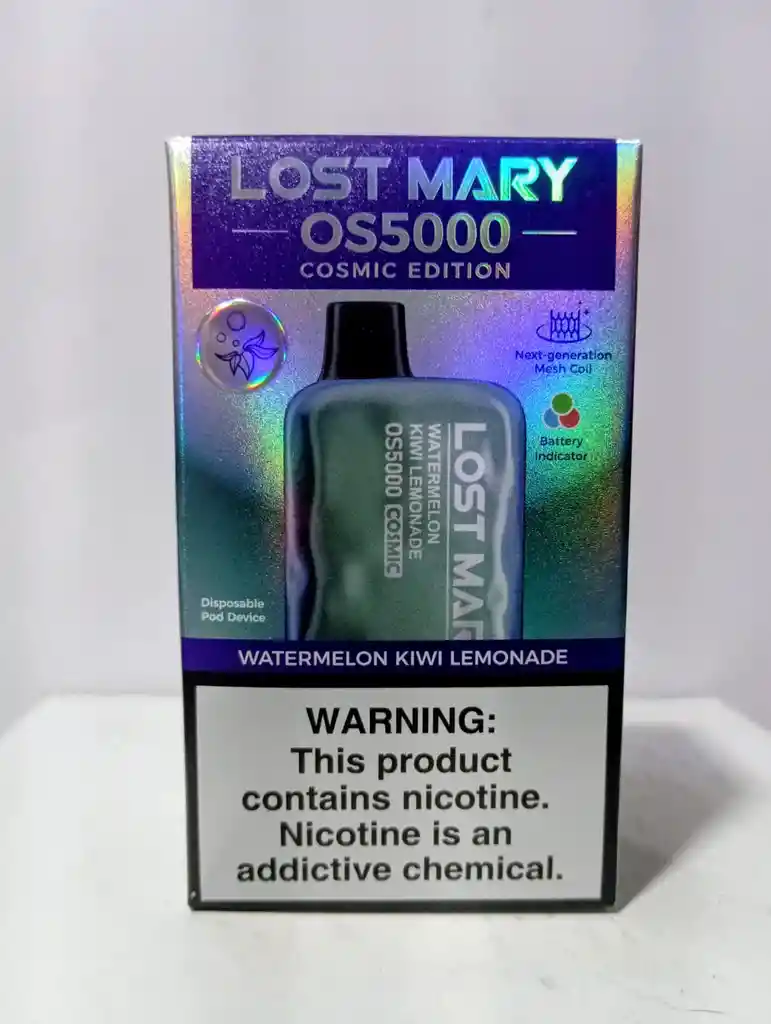 LOST MARY
OS5000
COSMIC EDITION
Next-generation
Mesh Coil
Battery
Indicator
LOST MAR
WATERMELON
KIWI LEMONADE
OS5000 COSMIC
Disposable
Pod Device
WATERMELON KIWI LEMONADE
WARNING:
This product
contains nicotine.
Nicotine is an
addictive chemical.